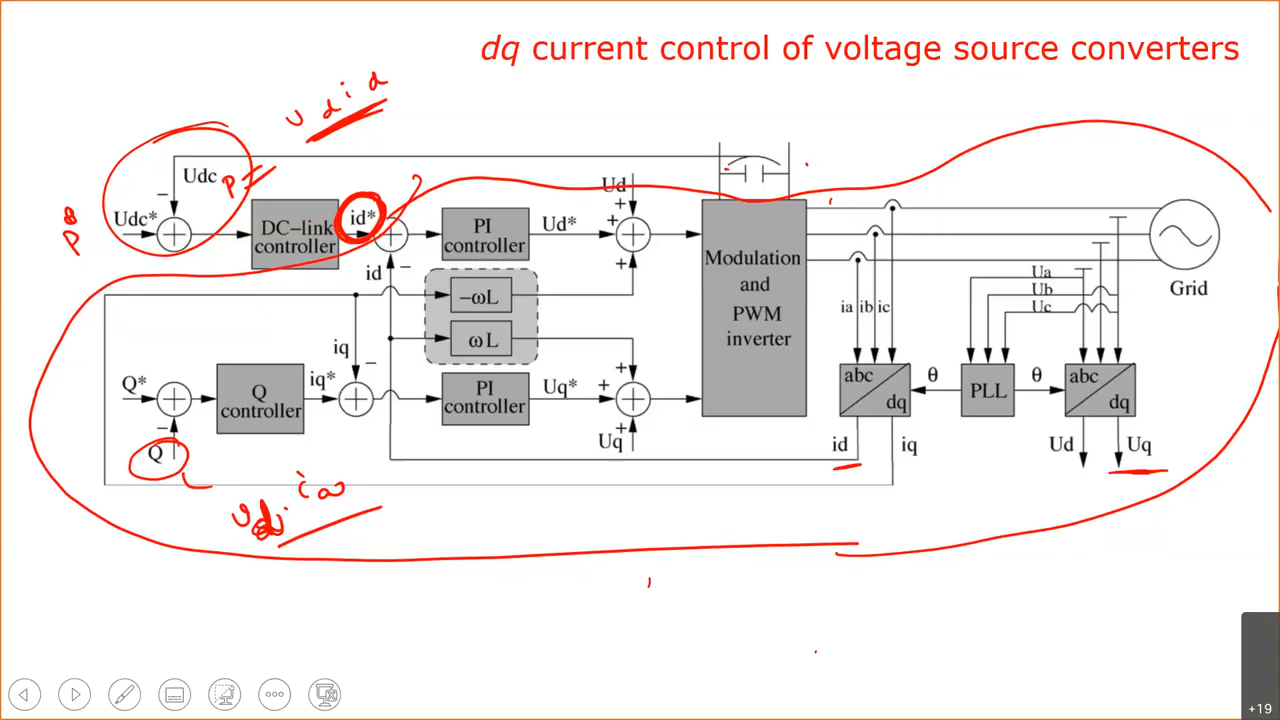 dq current control of voltage source converters
u d i d
Udc
PI
Udc*
P*
DC-link
controller
id*
PI
controller
Ud*
Ud
+
+
+
−
id
−
-ωL
ωL
Modulation
and
PWM
inverter
Grid
Ua
Ub
Uc
ia ib ic
iq
−
Q*
Q
controller
iq*
PI
controller
Uq*
+
+
+
Uq
−
Q
abc
dq
θ
PLL
θ
abc
dq
id
iq
Ud
Uq
+19